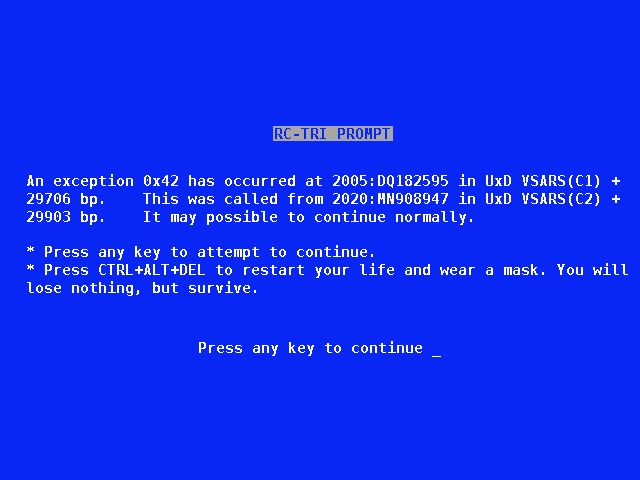 RC-TRI PROMPT
An exception 0x42 has occurred at 2005:DQ182595 in UxD VSARS(C1) +
29706 bp.    This was called from 2020:MN908947 in UxD VSARS(C2) +
29903 bp.    It may possible to continue normally.
* Press any key to attempt to continue.
* Press CTRL+ALT+DEL to restart your life and wear a mask. You will
lose nothing, but survive.
Press any key to continue _